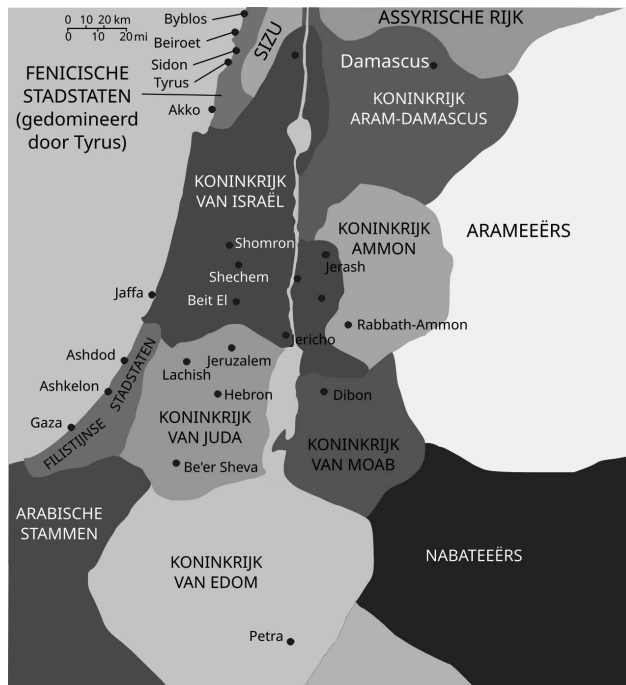 0 10 20 km
0 10 20 mi
Byblos
Beiroet
Sidon
Tyrus
Akko
SIZU
ASSYRISCHE RIJK
Damascus
KONINKRIJK
ARAM-DAMASCUS
FENICISCHE
STADSTATEN
(gedomineerd
door Tyrus)
KONINKRIJK
VAN ISRAËL
KONINKRIJK
AMMON
ARAMEEËRS
Shomron
Shechem
Beit El
Jerash
Jaffa
Rabbath-Ammon
Jericho
Ashdod
Ashkelon
Gaza
FILISTIJNSE
STADSTATEN
Jeruzalem
Lachish
Hebron
KONINKRIJK
VAN JUDA
Be'er Sheva
Dibon
KONINKRIJK
VAN MOAB
ARABISCHE
STAMMEN
KONINKRIJK
VAN EDOM
NABATEEËRS
Petra